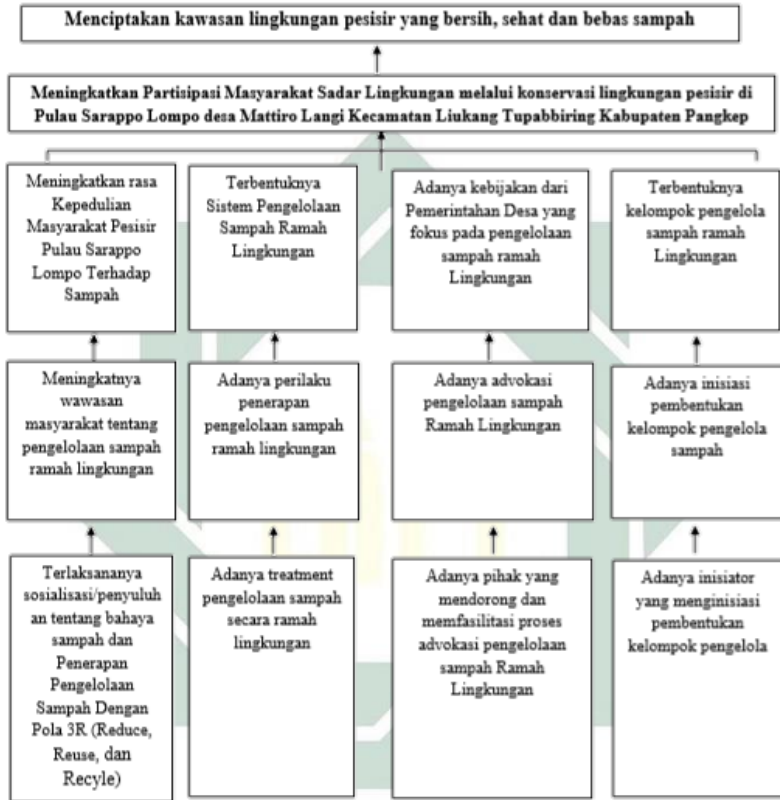 Menciptakan kawasan lingkungan pesisir yang bersih, sehat dan bebas sampah
Meningkatkan Partisipasi Masyarakat Sadar Lingkungan melalui konservasi lingkungan pesisir di
Pulau Sarappo Lompo desa Mattiro Langi Kecamatan Liukang Tupabbiring Kabupaten Pangkep
Meningkatkan rasa
Kepedulian
Masyarakat Pesisir
Pulau Sarappo
Lompo Terhadap
Sampah
Terbentuknya
Sistem Pengelolaan
Sampah Ramah
Lingkungan
Adanya kebijakan dari
Pemerintahan Desa yang
fokus pada pengelolaan
sampah ramah
Lingkungan
Terbentuknya
kelompok pengelola
sampah ramah
Lingkungan
Meningkatnya
wawasan
masyarakat tentang
pengelolaan sampah
ramah lingkungan
Adanya perilaku
penerapan
pengelolaan sampah
ramah lingkungan
Adanya advokasi
pengelolaan sampah
Ramah Lingkungan
Adanya inisiasi
pembentukan
kelompok pengelola
sampah
Terlaksananya
sosialisasi/penyuluh
an tentang bahaya
sampah dan
Penerapan
Pengelolaan
Sampah Dengan
Pola 3R (Reduce,
Reuse, dan
Recyle)
Adanya treatment
pengelolaan sampah
secara ramah
lingkungan
Adanya pihak yang
mendorong dan
memfasilitasi proses
advokasi pengelolaan
sampah Ramah
Lingkungan
Adanya inisiator
yang menginisiasi
pembentukan
kelompok pengelola